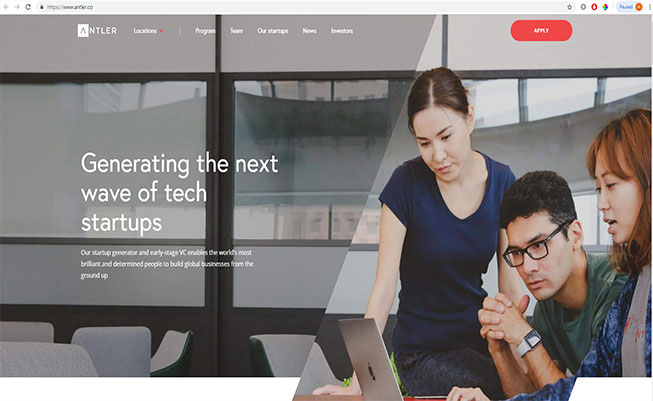 https://www.antler.co
Paused
ANTLER Locations Program Team Our startups News Investors APPLY
Generating the next
wave of tech
startups
Our startup generator and early-stage VC enables the world's most
brilliant and determined people to build global businesses from the
ground up